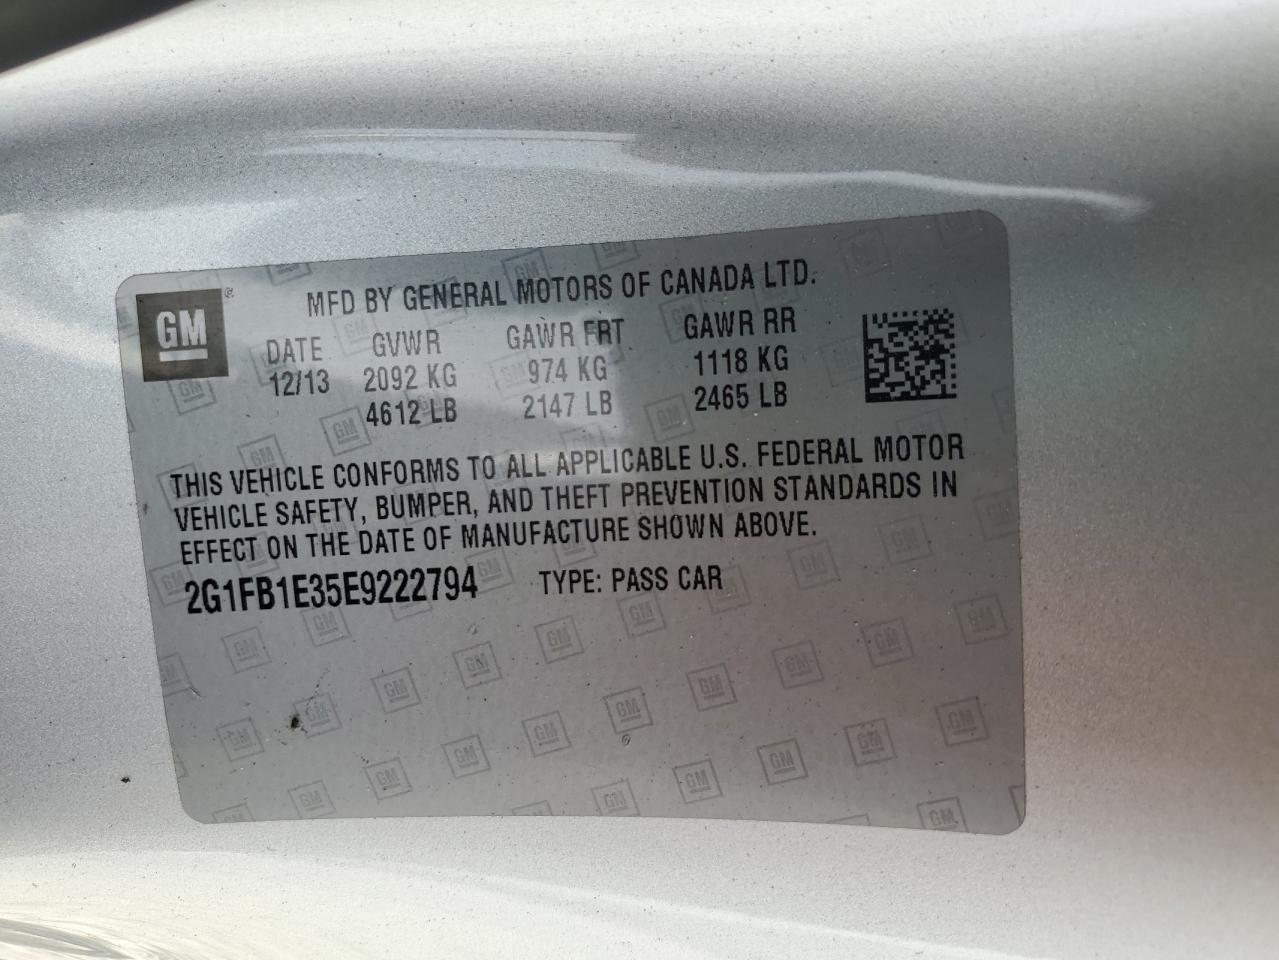 GM
MFD BY GENERAL MOTORS OF CANADA LTD.
DATE GVWR GAWR FRT GAWR RR
12/13 2092 KG 974 KG 1118 KG
4612 LB 2147 LB 2465 LB
THIS VEHICLE CONFORMS TO ALL APPLICABLE U.S. FEDERAL MOTOR
VEHICLE SAFETY, BUMPER, AND THEFT PREVENTION STANDARDS IN
EFFECT ON THE DATE OF MANUFACTURE SHOWN ABOVE.
2G1FB1E35E9222794 TYPE: PASS CAR